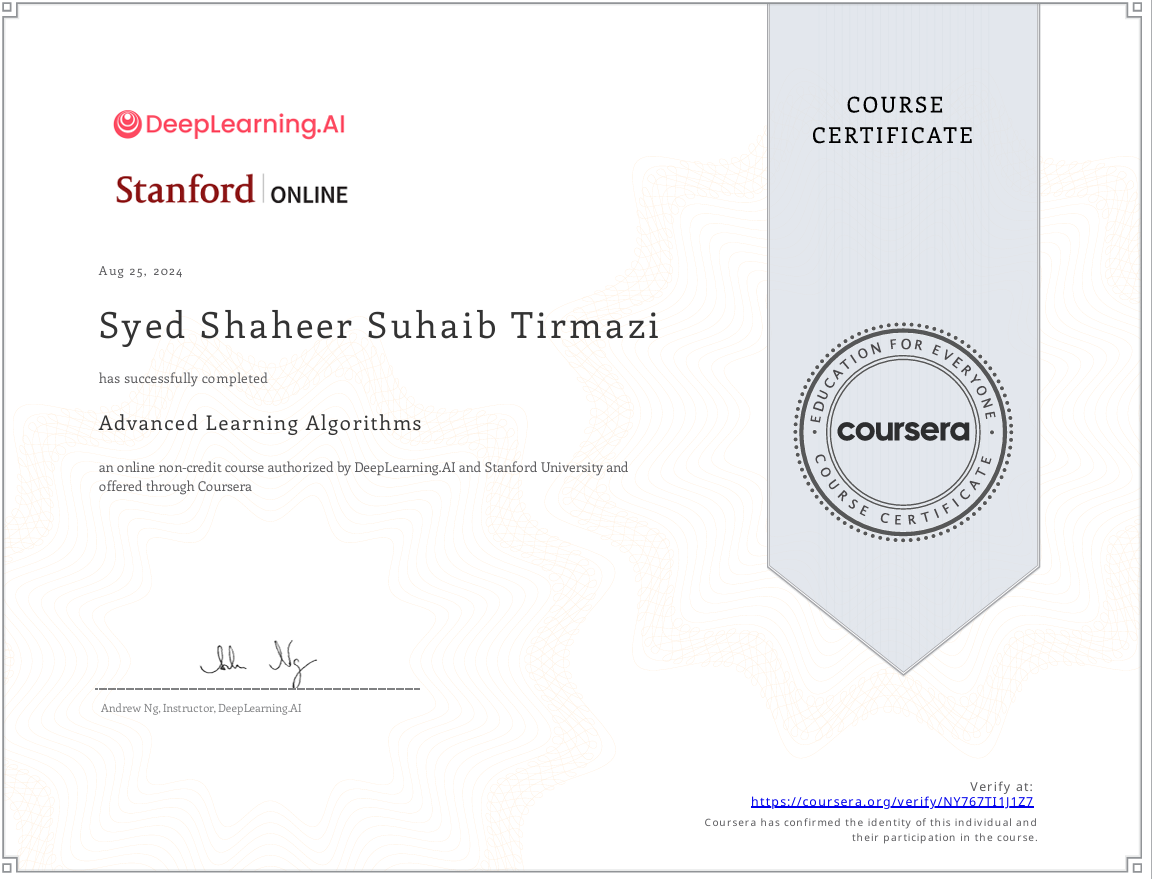 DeepLearning.AI
Stanford ONLINE
Aug 25, 2024
Syed Shaheer Suhaib Tirmazi
has successfully completed
Advanced Learning Algorithms
an online non-credit course authorized by DeepLearning.AI and Stanford University and
offered through Coursera
Andrew Ng
Andrew Ng, Instructor, DeepLearning.AI
COURSE
CERTIFICATE
EDUCATION FOR EVERYONE
coursera
COURSE CERTIFICATE
Verify at:
https://coursera.org/verify/NY767TI1J1Z7
Coursera has confirmed the identity of this individual and
their participation in the course.